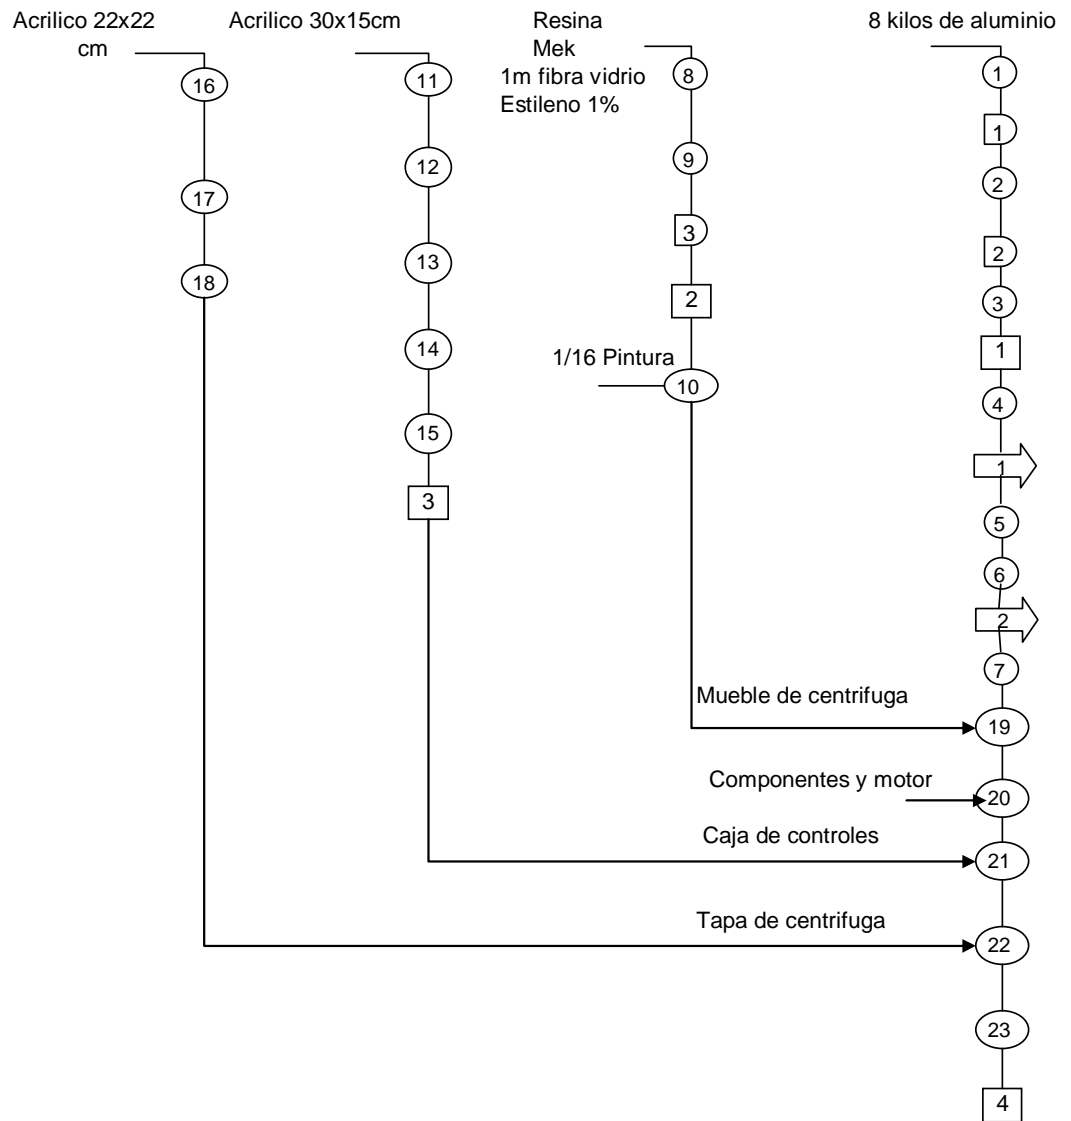 Acrilico 22x22
cm
16
17
18
Acrilico 30x15cm
11
12
13
14
15
3
Resina
Mek
1m fibra vidrio
Estileno 1%
8
9
3
2
1/16 Pintura
10
8 kilos de aluminio
1
1
2
2
3
1
4
1
5
6
2
7
Mueble de centrifuga
19
Componentes y motor
20
Caja de controles
21
Tapa de centrifuga
22
23
4